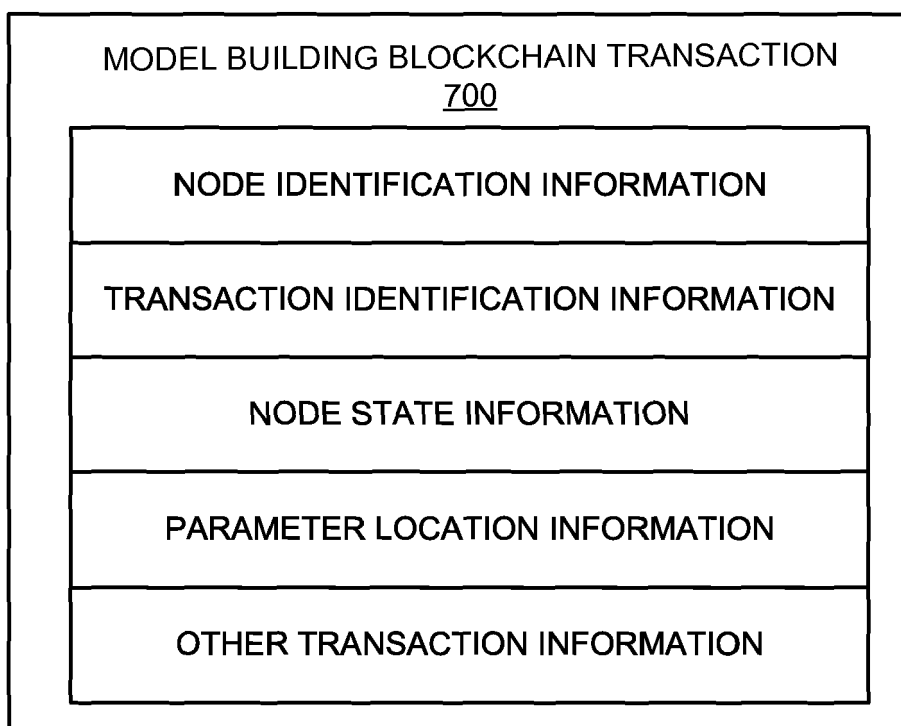 MODEL BUILDING BLOCKCHAIN TRANSACTION
700
NODE IDENTIFICATION INFORMATION
TRANSACTION IDENTIFICATION INFORMATION
NODE STATE INFORMATION
PARAMETER LOCATION INFORMATION
OTHER TRANSACTION INFORMATION